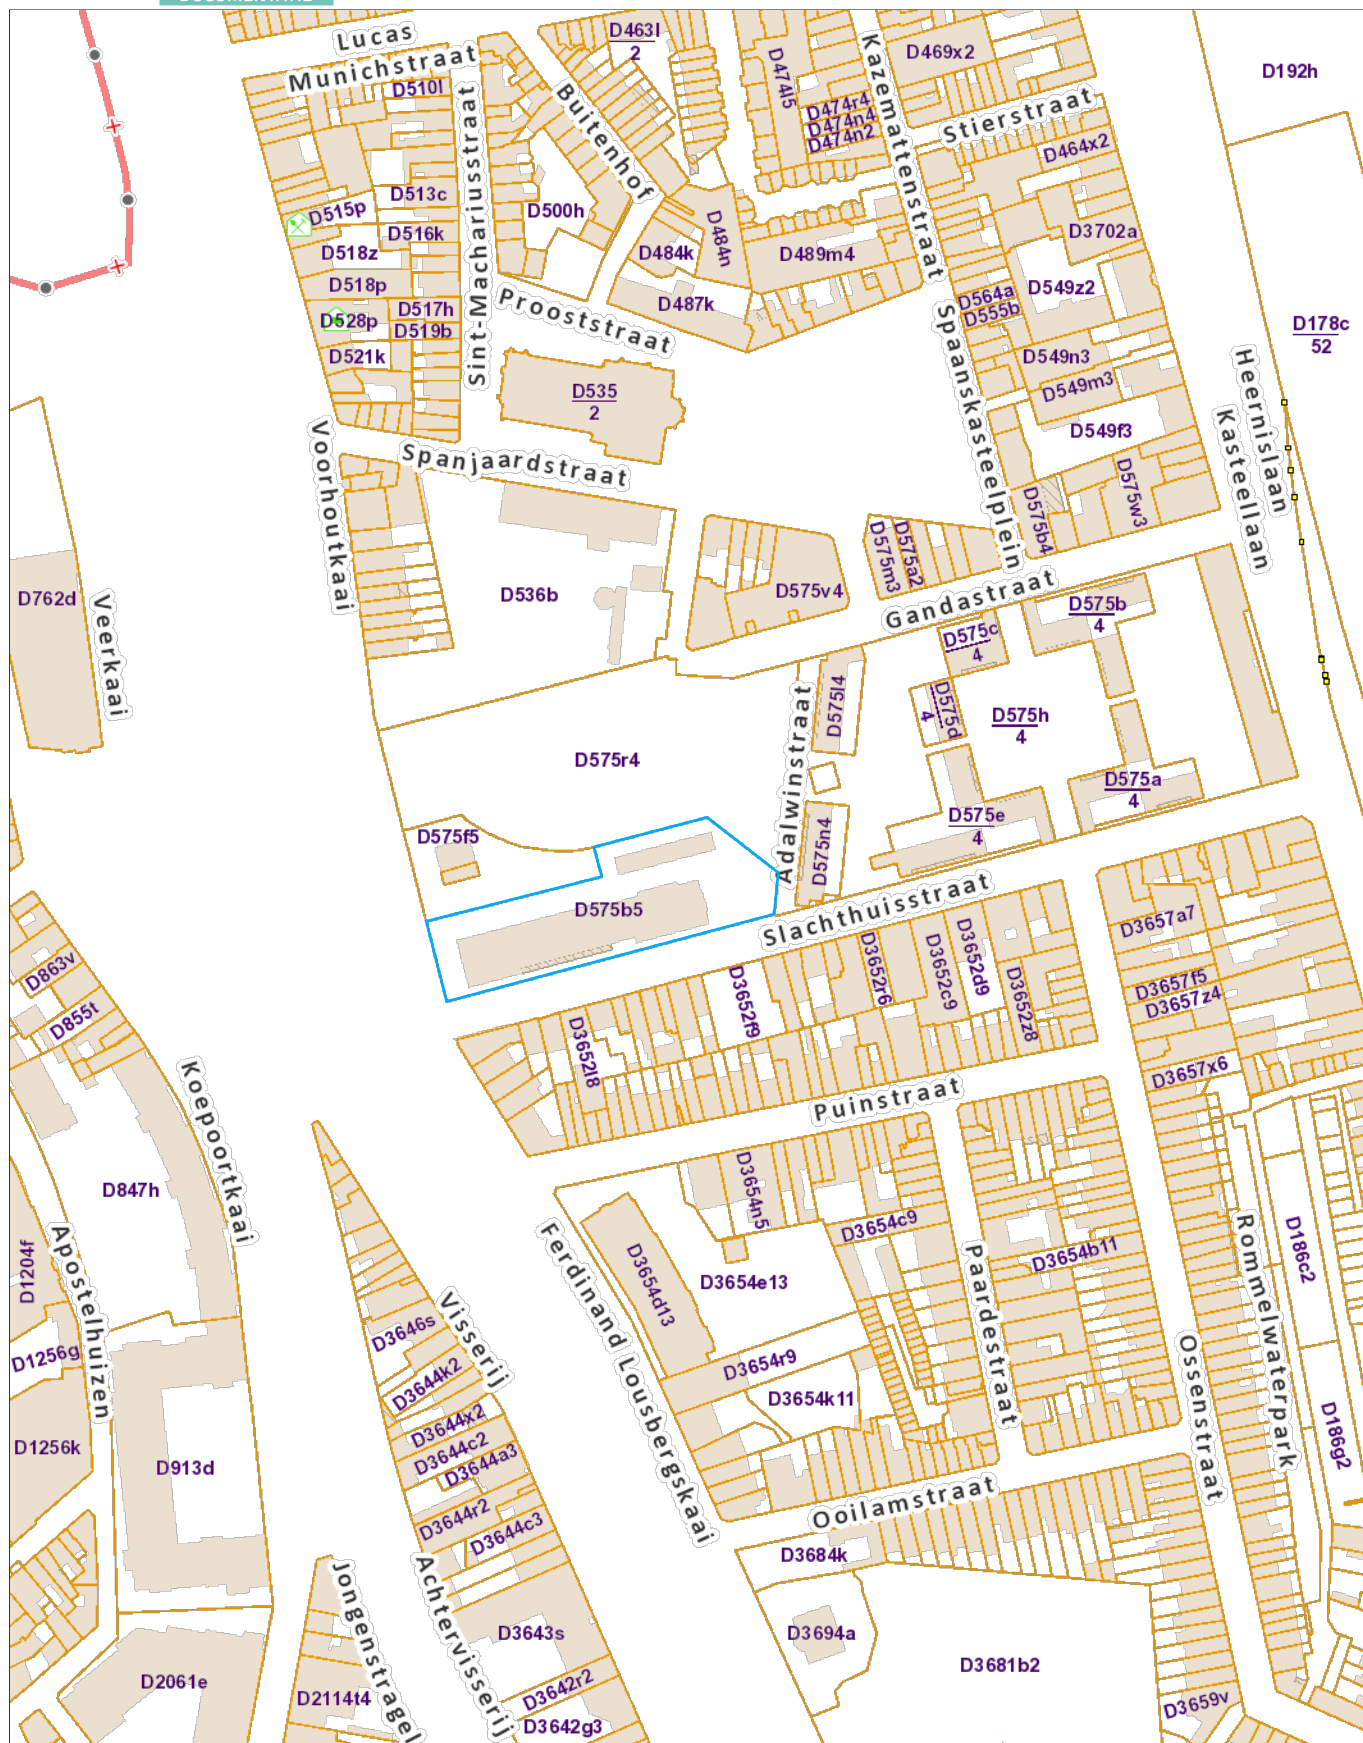 Lucas
Munichstraat
D510l
D463l
2
D474l5
D474r4
D474n4
D474n2
Kazemattenstraat
D469x2
Stierstraat
D464x2
D192h
Buitenhof
Sint-Machariusstraat
D513c
D515p
D516k
D518z
D518p
D517h
D528p
D519b
D521k
D500h
D484k
D484n
D489m4
D487k
D3702a
D549z2
D564a
D555b
D549n3
D549m3
D549f3
D178c
52
Prooststraat
D535
2
Spaanskasteelplein
Heernislaan
Kasteellaan
Voorhoutkaai
Spanjaardstraat
D575w3
D575b4
D575m3
D575a2
D575v4
D536b
D762d
Veerkaai
Gandastraat
D575b
4
D575c
4
D575d
4
D575h
4
D575l4
Adalwinstraat
D575r4
D575a
4
D575e
4
D575n4
D575f5
D575b5
Slachthuisstraat
D3657a7
D3657f5
D3657z4
D3657x6
D3652r6
D3652c9
D3652d9
D3652z8
D3652f9
D3652l8
D863v
D855t
Koepoortkaai
Puinstraat
D847h
D3654n5
D3654c9
D3654b11
D3654d13
D3654e13
D3654r9
D3654k11
Paardestraat
Rommelwaterpark
D186c2
D186g2
Ossenstraat
Ferdinand Lousbergskaai
Visserij
D1204f
Apostelhuizen
D1256g
D1256k
D913d
D3646s
D3644k2
D3644x2
D3644c2
D3644a3
D3644r2
D3644c3
Ooilamstraat
D3684k
D3694a
D3681b2
D3659v
Jongenstragel
Achtervisserij
D3643s
D3642r2
D3642g3
D2061e
D2114t4